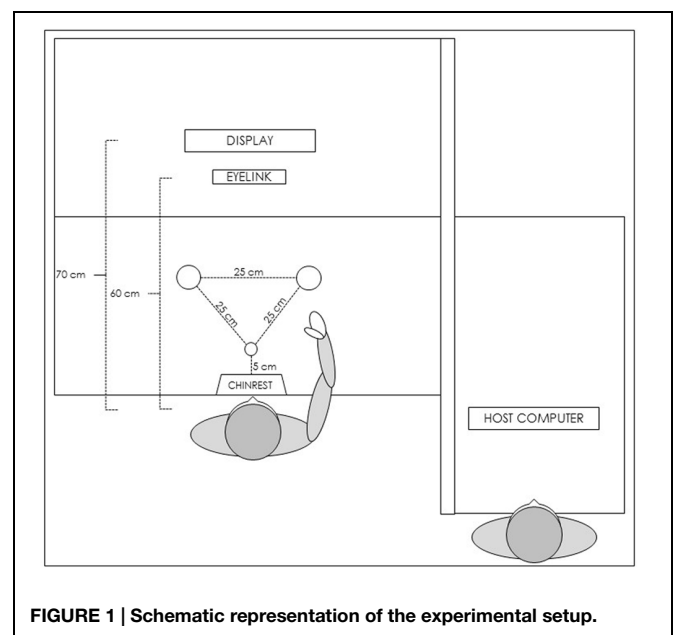 DISPLAY
EYELINK
70 cm
60 cm
25 cm
25 cm
25 cm
5 cm
CHINREST
HOST COMPUTER
FIGURE 1 | Schematic representation of the experimental setup.